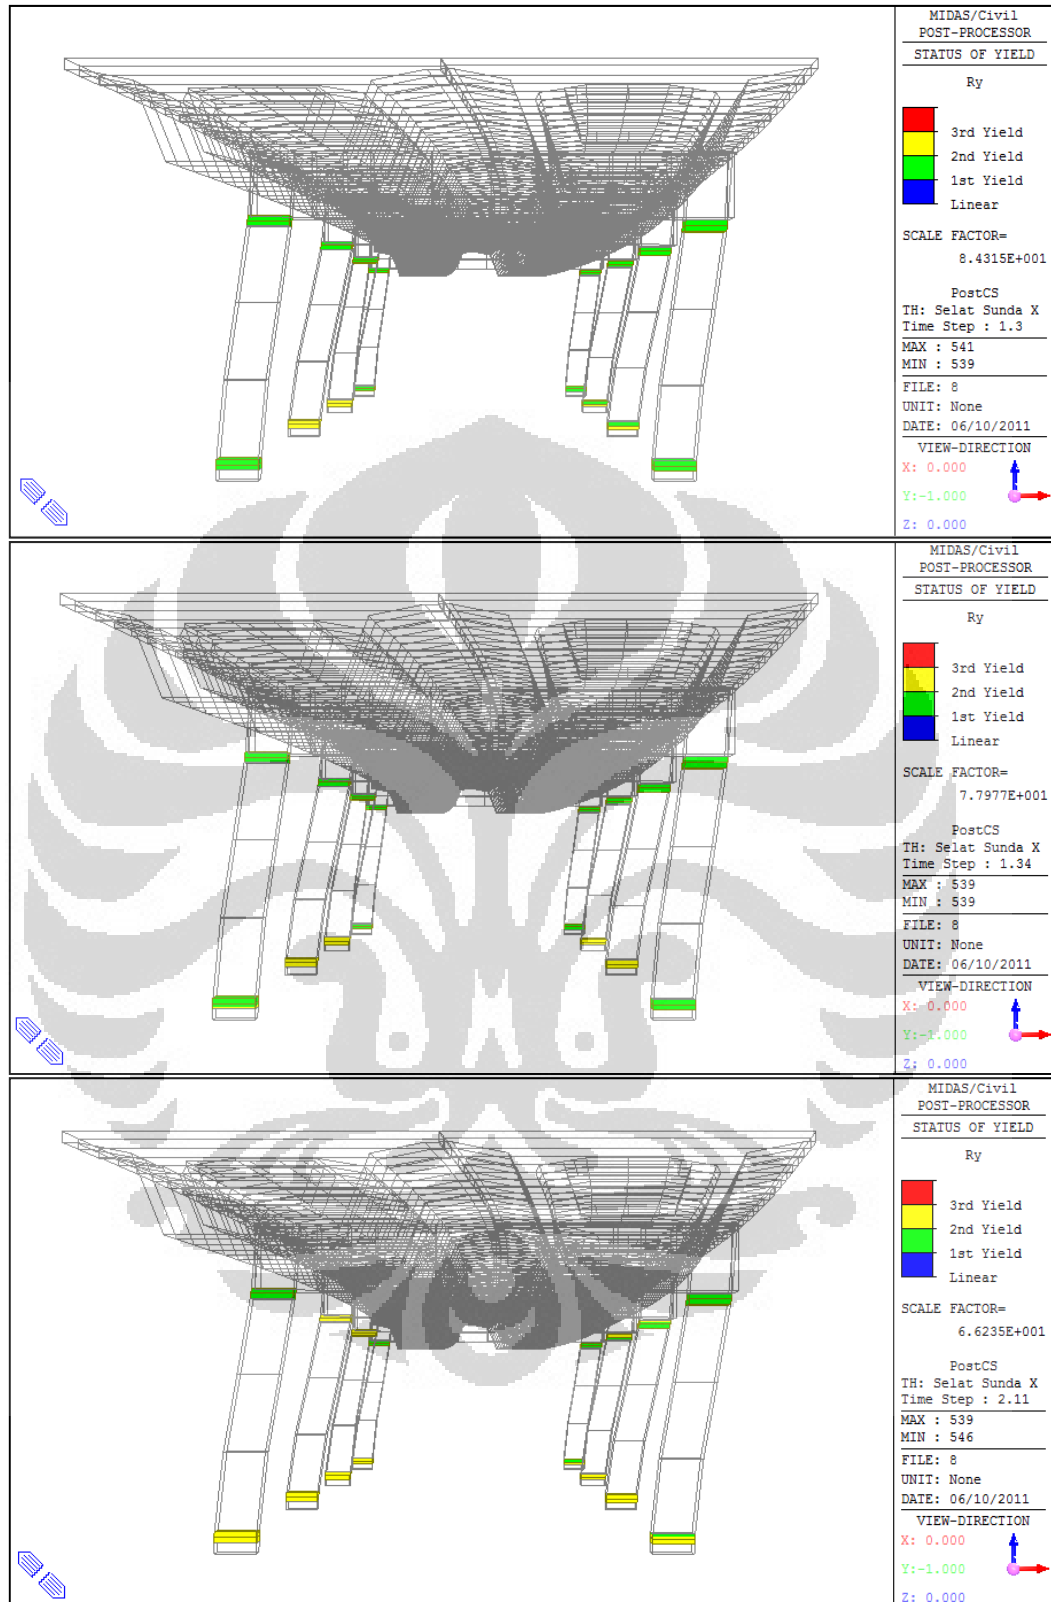 MIDAS/Civil
POST-PROCESSOR
STATUS OF YIELD
Ry
3rd Yield
2nd Yield
1st Yield
Linear
SCALE FACTOR=
8.4315E+001
PostCS
TH: Selat Sunda X
Time Step : 1.3
MAX : 541
MIN : 539
FILE: 8
UNIT: None
DATE: 06/10/2011
VIEW-DIRECTION
X: 0.000
Y:-1.000
Z: 0.000
MIDAS/Civil
POST-PROCESSOR
STATUS OF YIELD
Ry
3rd Yield
2nd Yield
1st Yield
Linear
SCALE FACTOR=
7.7977E+001
PostCS
TH: Selat Sunda X
Time Step : 1.34
MAX : 539
MIN : 539
FILE: 8
UNIT: None
DATE: 06/10/2011
VIEW-DIRECTION
X: 0.000
Y:-1.000
Z: 0.000
MIDAS/Civil
POST-PROCESSOR
STATUS OF YIELD
Ry
3rd Yield
2nd Yield
1st Yield
Linear
SCALE FACTOR=
6.6235E+001
PostCS
TH: Selat Sunda X
Time Step : 2.11
MAX : 539
MIN : 546
FILE: 8
UNIT: None
DATE: 06/10/2011
VIEW-DIRECTION
X: 0.000
Y:-1.000
Z: 0.000